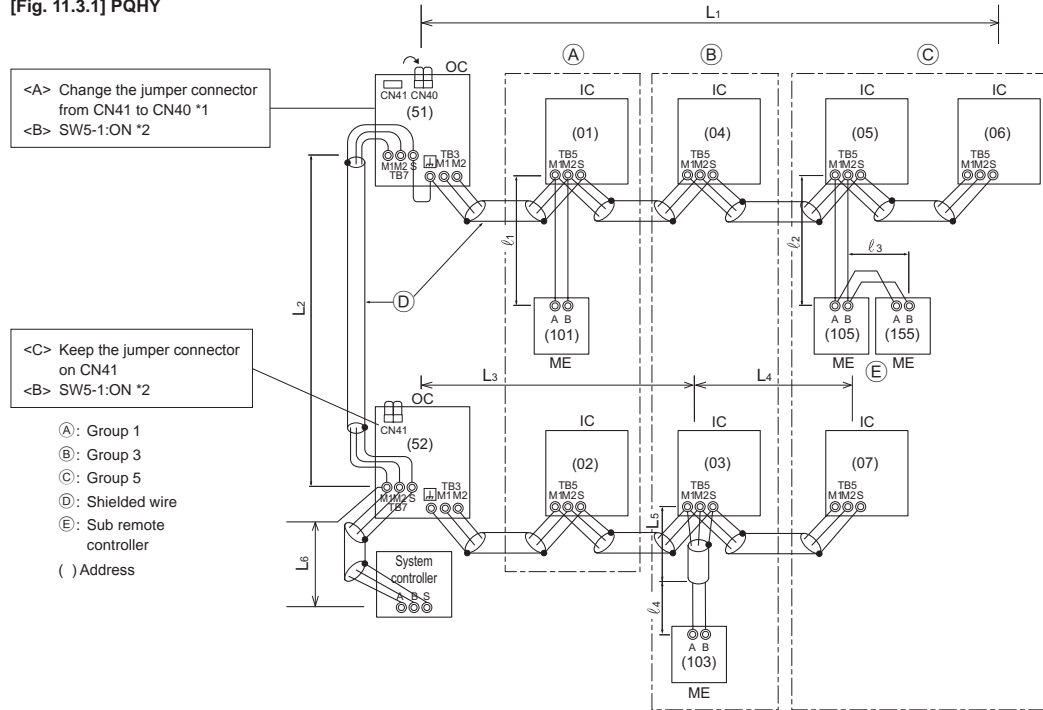 [Fig. 11.3.1] PQHY
L1
A
B
C
OC
CN41 CN40
(51)
M1M2 S
TB7
TB3
M1 M2
<A> Change the jumper connector
from CN41 to CN40 *1
<B> SW5-1:ON *2
IC
(01)
TB5
M1M2S
IC
(04)
TB5
M1M2S
IC
(05)
TB5
M1M2S
IC
(06)
TB5
M1M2S
ℓ1
ℓ2
ℓ3
L2
D
A B
(101)
ME
A B
(105)
ME
A B
(155)
ME
E
<C> Keep the jumper connector
on CN41
<B> SW5-1:ON *2
L3
L4
OC
CN41
(52)
M1M2 S
TB7
TB3
M1 M2
IC
(02)
TB5
M1M2S
IC
(03)
TB5
M1M2S
IC
(07)
TB5
M1M2S
A: Group 1
B: Group 3
C: Group 5
D: Shielded wire
E: Sub remote
controller
( ) Address
L5
L6
ℓ4
System
controller
A B S
A B
(103)
ME